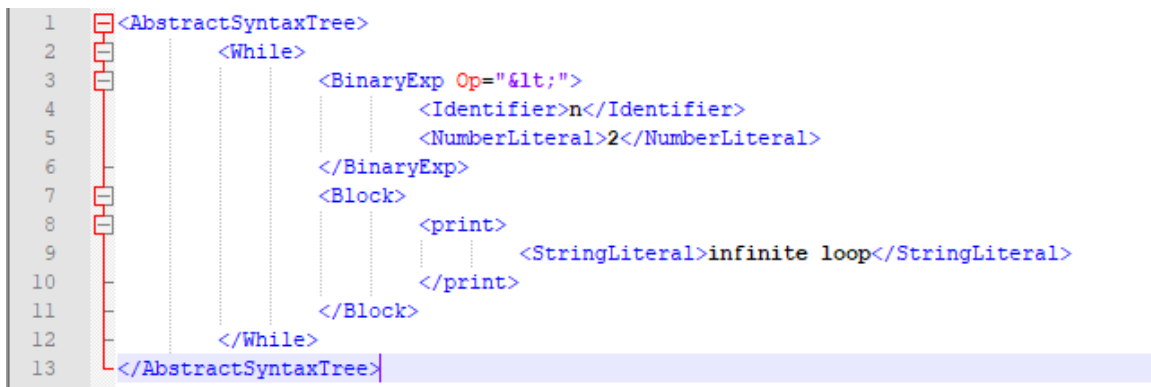 1 <AbstractSyntaxTree>
2 <While>
3 <BinaryExp Op="&lt;">
4 <Identifier>n</Identifier>
5 <NumberLiteral>2</NumberLiteral>
6 </BinaryExp>
7 <Block>
8 <print>
9 <StringLiteral>infinite loop</StringLiteral>
10 </print>
11 </Block>
12 </While>
13 </AbstractSyntaxTree>